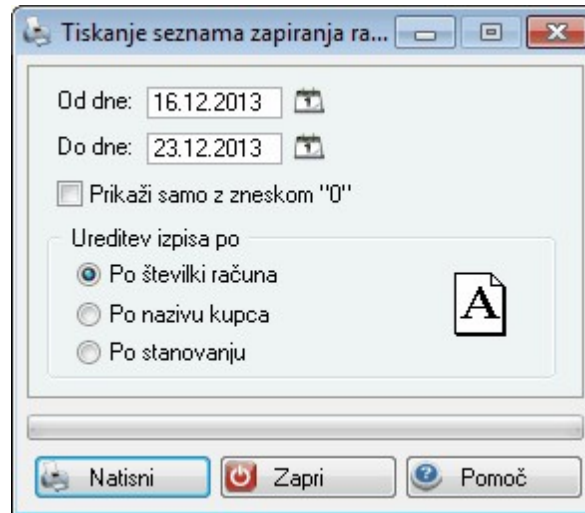 Tiskanje seznama zapiranja ra...
Od dne: 16.12.2013
Do dne: 23.12.2013
Prikaži samo z zneskom "0"
Ureditev izpisa po
Po številki računa
Po nazivu kupca
Po stanovanju
A
Natisni Zapri Pomoč